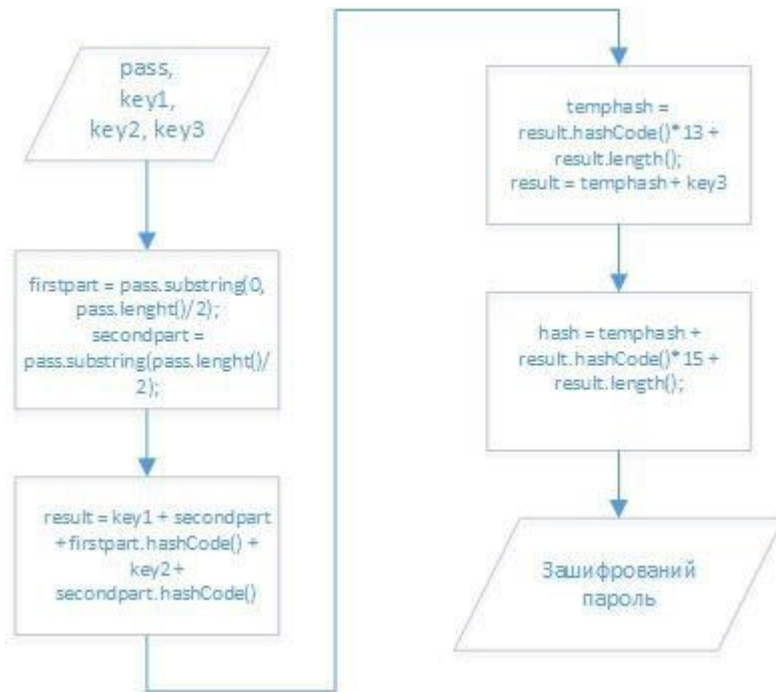 pass,
key1,
key2, key3
firstpart = pass.substring(0,
pass.lenght()/2);
secondpart =
pass.substring(pass.lenght()/
2);
result = key1 + secondpart
+firstpart.hashCode() +
key2+
secondpart.hashCode()
temphash =
result.hashCode()*13 +
result.length();
result = temphash + key3
hash = temphash +
result.hashCode()*15 +
result.length();
Зашифрований
пароль